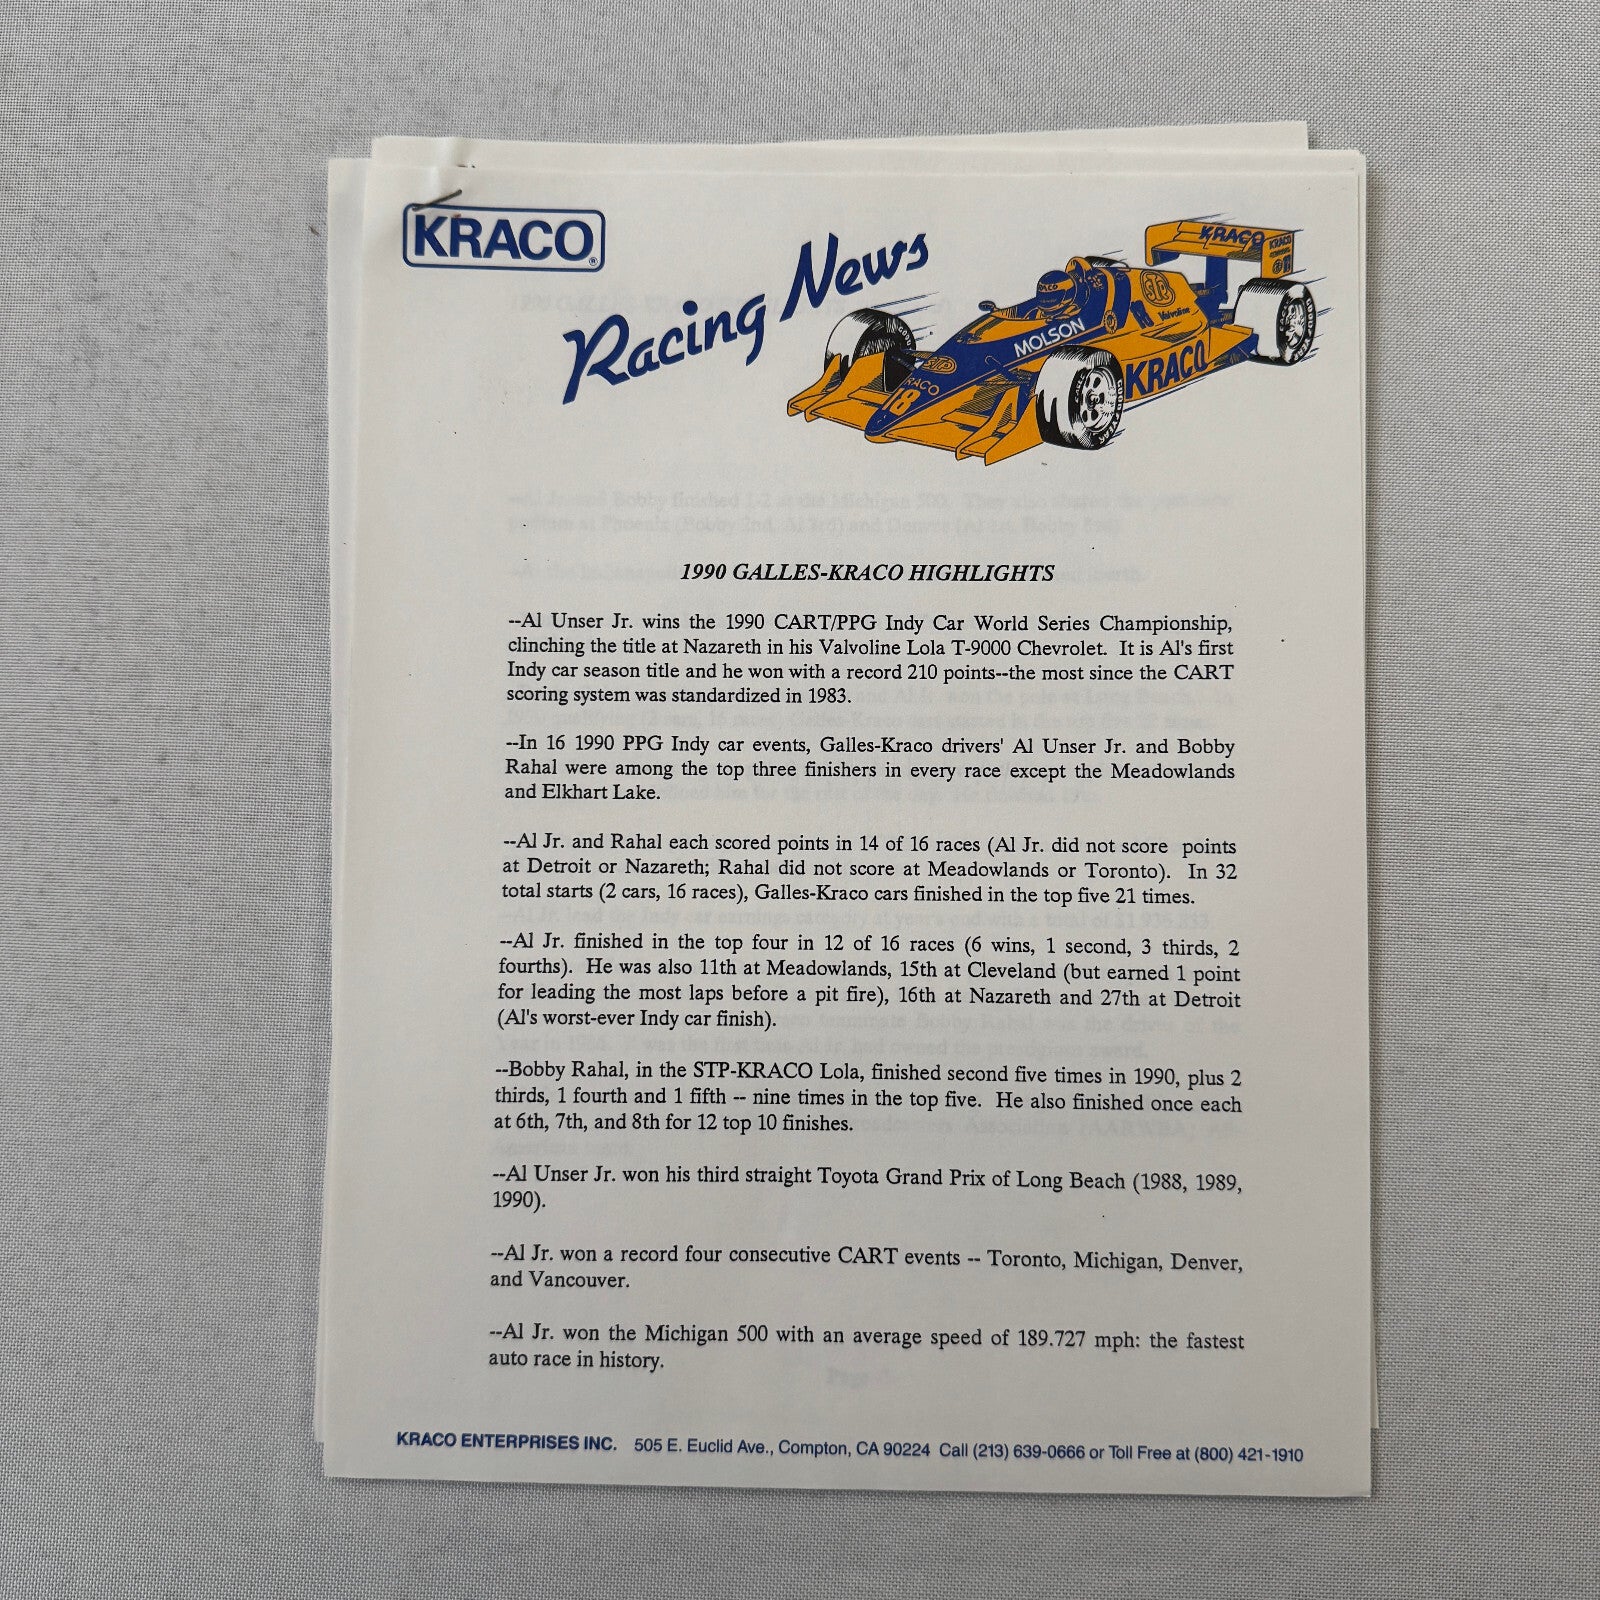 KRACO®
Racing News
KRACO
KRACO
STP
Valvoline
MOLSON
KRACO
STP
KRACO
18
1990 GALLES-KRACO HIGHLIGHTS
--Al Unser Jr. wins the 1990 CART/PPG Indy Car World Series Championship,
clinching the title at Nazareth in his Valvoline Lola T-9000 Chevrolet. It is Al's first
Indy car season title and he won with a record 210 points--the most since the CART
scoring system was standardized in 1983.
--In 16 1990 PPG Indy car events, Galles-Kraco drivers' Al Unser Jr. and Bobby
Rahal were among the top three finishers in every race except the Meadowlands
and Elkhart Lake.
--Al Jr. and Rahal each scored points in 14 of 16 races (Al Jr. did not score points
at Detroit or Nazareth; Rahal did not score at Meadowlands or Toronto). In 32
total starts (2 cars, 16 races), Galles-Kraco cars finished in the top five 21 times.
--Al Jr. finished in the top four in 12 of 16 races (6 wins, 1 second, 3 thirds, 2
fourths). He was also 11th at Meadowlands, 15th at Cleveland (but earned 1 point
for leading the most laps before a pit fire), 16th at Nazareth and 27th at Detroit
(Al's worst-ever Indy car finish).
--Bobby Rahal, in the STP-KRACO Lola, finished second five times in 1990, plus 2
thirds, 1 fourth and 1 fifth -- nine times in the top five. He also finished once each
at 6th, 7th, and 8th for 12 top 10 finishes.
--Al Unser Jr. won his third straight Toyota Grand Prix of Long Beach (1988, 1989,
1990).
--Al Jr. won a record four consecutive CART events -- Toronto, Michigan, Denver,
and Vancouver.
--Al Jr. won the Michigan 500 with an average speed of 189.727 mph: the fastest
auto race in history.
KRACO ENTERPRISES INC. 505 E. Euclid Ave., Compton, CA 90224 Call (213) 639-0666 or Toll Free at (800) 421-1910